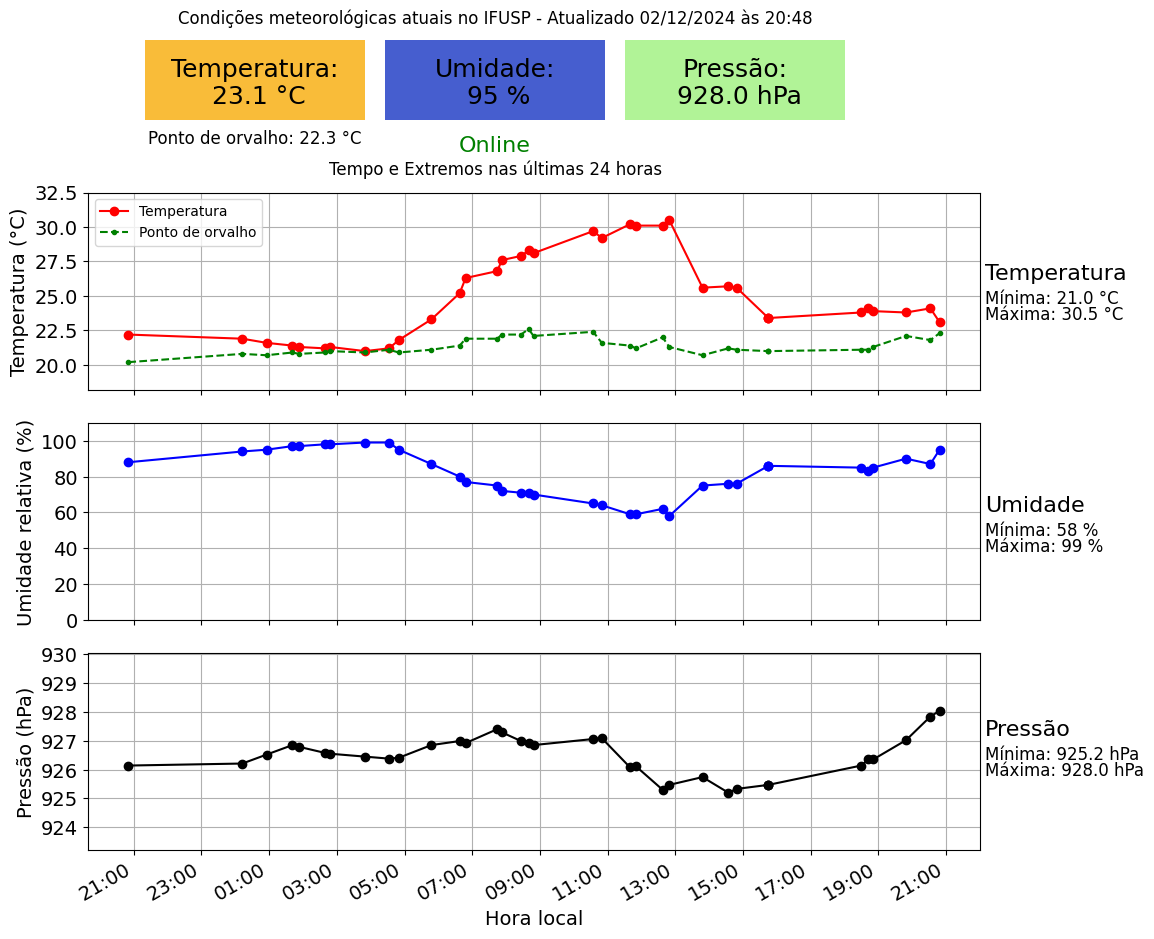 Condições meteorológicas atuais no IFUSP - Atualizado 02/12/2024 às 20:48
Temperatura:
23.1 °C
Umidade:
95 %
Pressão:
928.0 hPa
Ponto de orvalho: 22.3 °C
Online
Tempo e Extremos nas últimas 24 horas
Temperatura (°C)
32.5
30.0
27.5
25.0
22.5
20.0
Temperatura
Ponto de orvalho
Temperatura
Mínima: 21.0 °C
Máxima: 30.5 °C
Umidade relativa (%)
100
80
60
40
20
0
Umidade
Mínima: 58 %
Máxima: 99 %
Pressão (hPa)
930
929
928
927
926
925
924
Pressão
Mínima: 925.2 hPa
Máxima: 928.0 hPa
21:00 23:00 01:00 03:00 05:00 07:00 09:00 11:00 13:00 15:00 17:00 19:00 21:00
Hora local